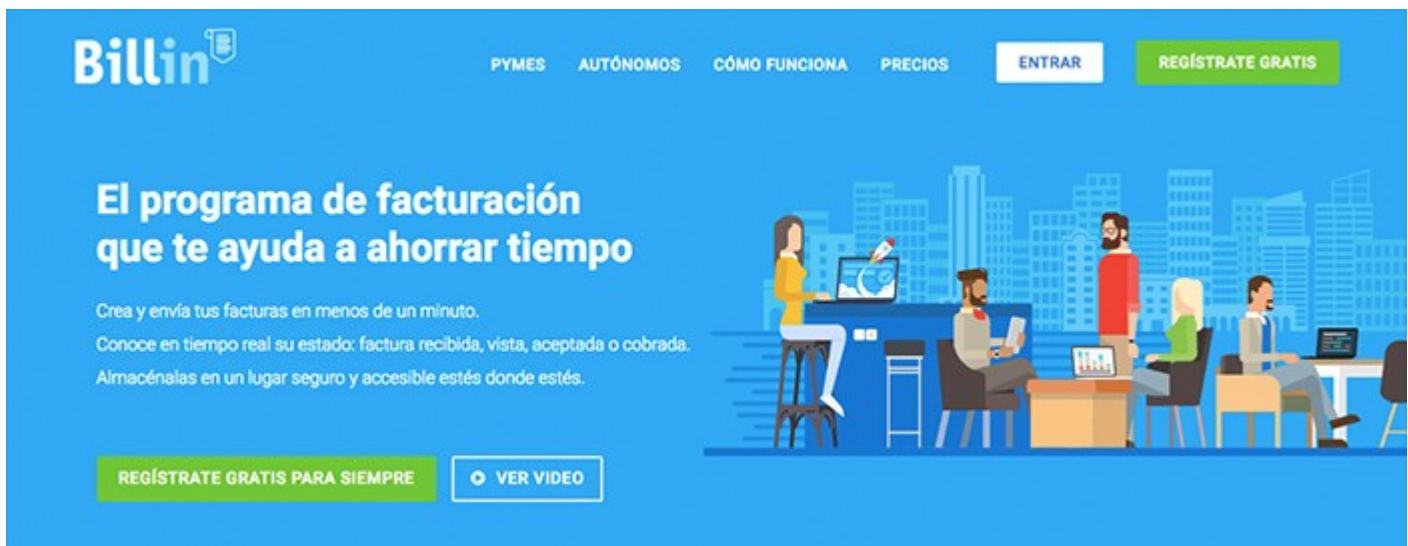 Billin
PYMES AUTÓNOMOS CÓMO FUNCIONA PRECIOS ENTRAR REGÍSTRATE GRATIS
El programa de facturación
que te ayuda a ahorrar tiempo
Crea y envía tus facturas en menos de un minuto.
Conoce en tiempo real su estado: factura recibida, vista, aceptada o cobrada.
Almacénalas en un lugar seguro y accesible estés donde estés.
REGÍSTRATE GRATIS PARA SIEMPRE VER VIDEO